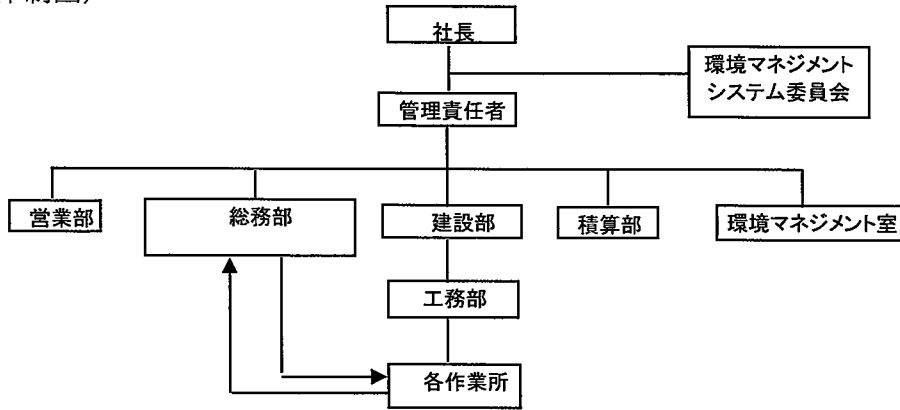 社長
環境マネジメント
システム委員会
管理責任者
営業部
総務部
建設部
積算部
環境マネジメント室
工務部
各作業所